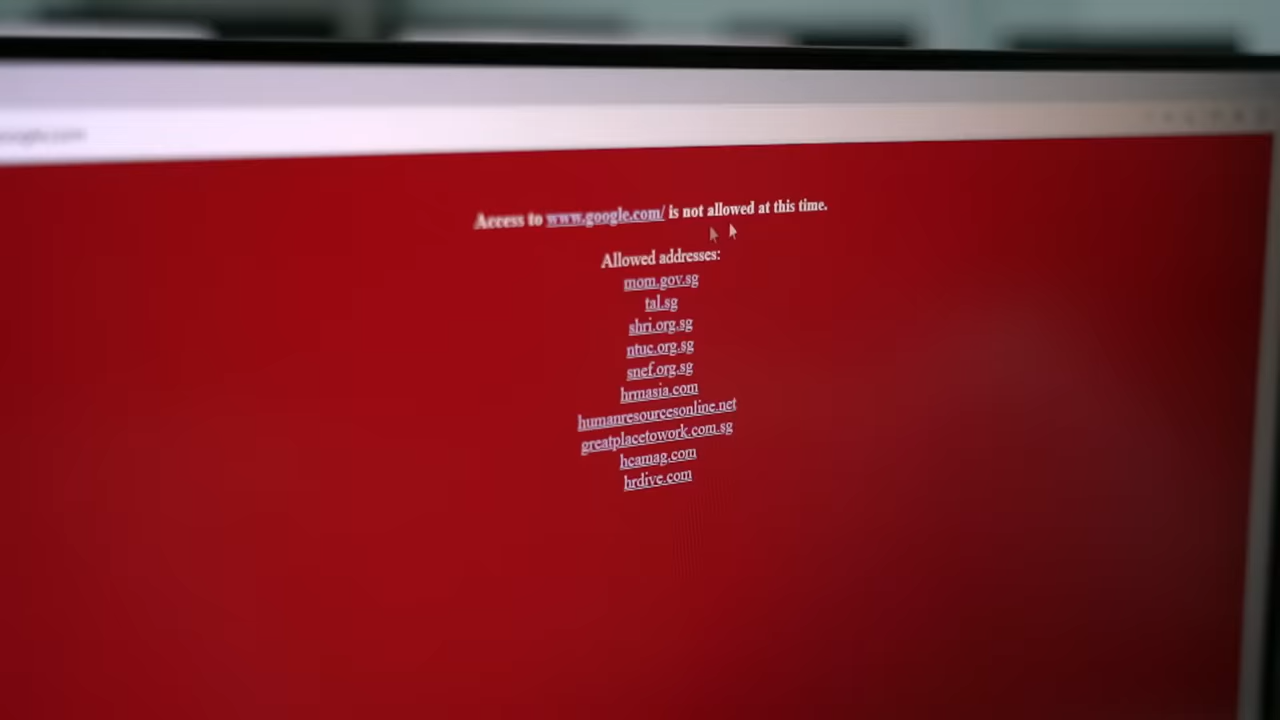 Access to www.google.com/ is not allowed at this time.
Allowed addresses:
mom.gov.sg
tal.sg
shri.org.sg
ntuc.org.sg
snef.org.sg
hrmasia.com
humanresourcesonline.net
greatplacetowork.com.sg
hcamag.com
hrdive.com